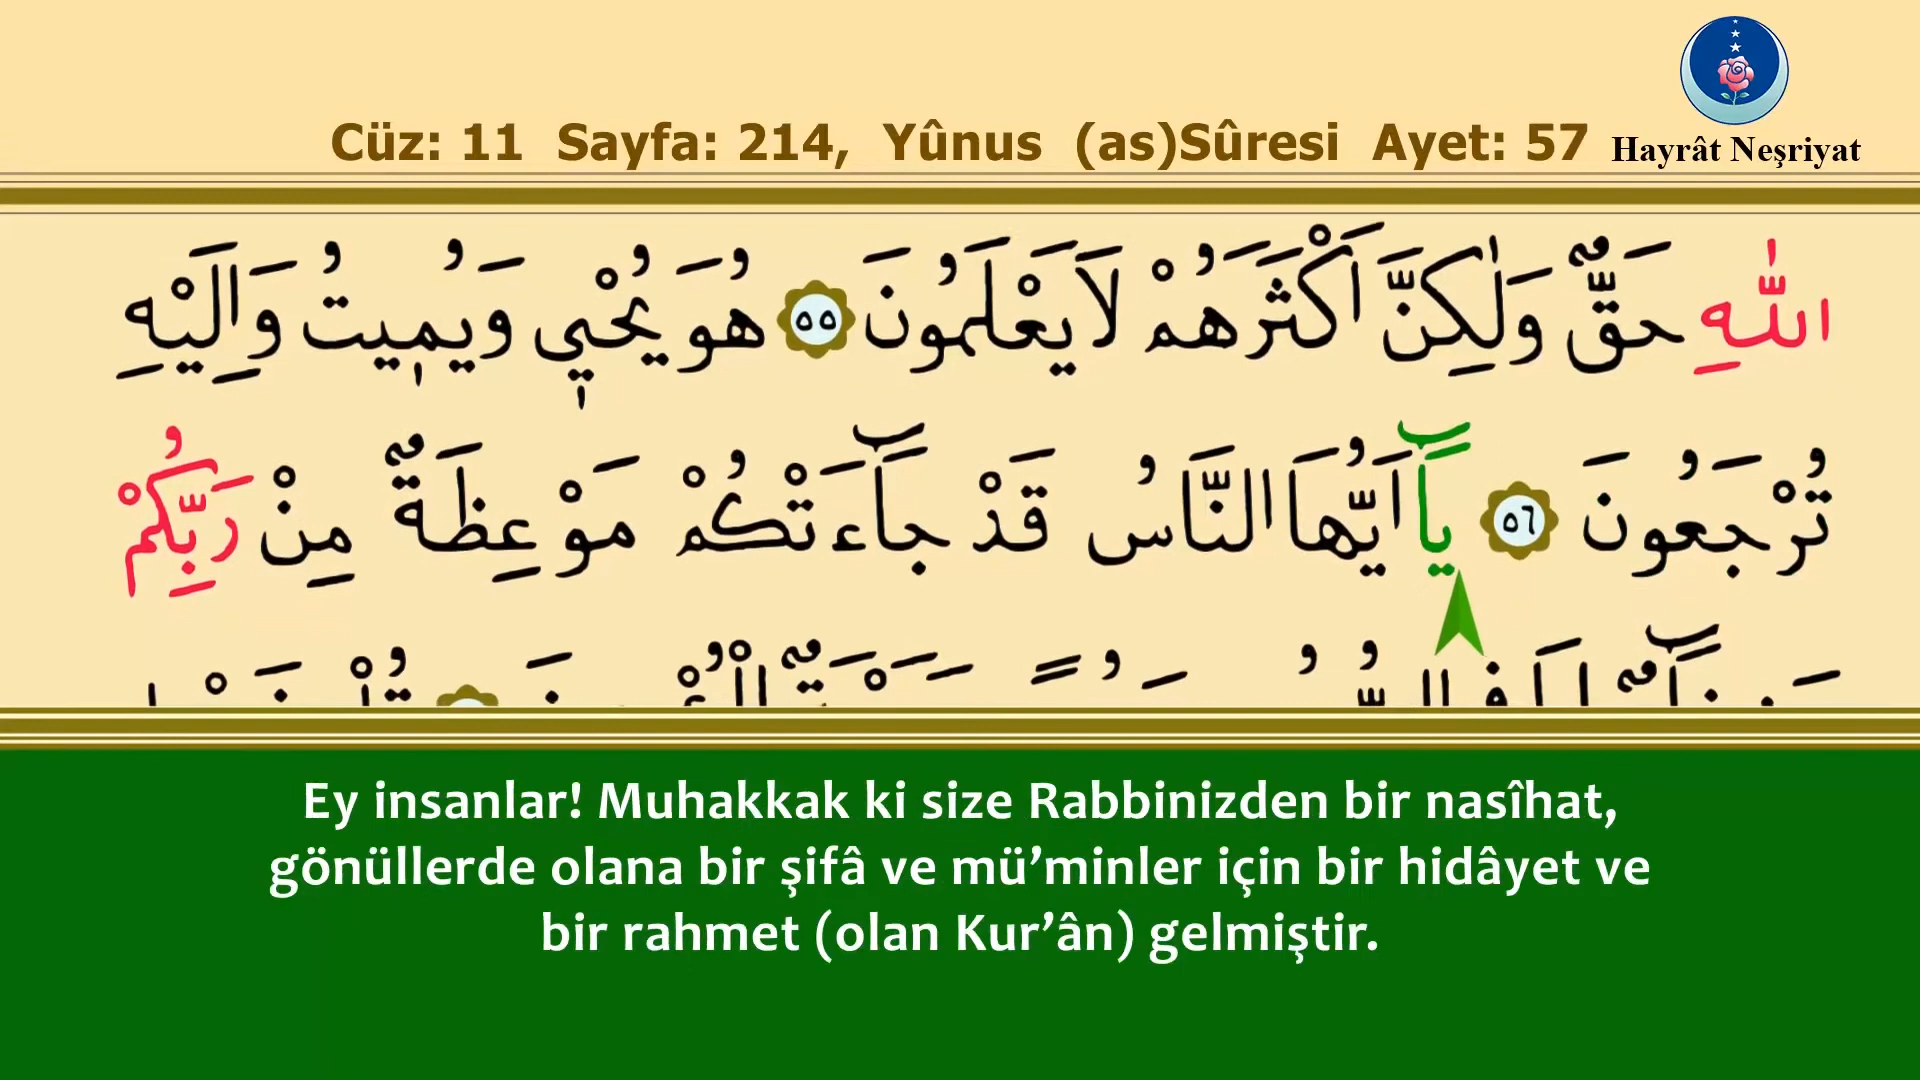 Cüz: 11 Sayfa: 214, Yûnus (as)Sûresi Ayet: 57
Hayrât Neşriyat
اللّٰهِ حَقٌّ وَلٰكِنَّ اَكْثَرَهُمْ لَا يَعْلَمُونَ ٥٥ هُوَ يُحْيٖي وَيُمٖيتُ وَاِلَيْهِ
تُرْجَعُونَ ٥٦ يَٓا اَيُّهَا النَّاسُ قَدْ جَٓاءَتْكُمْ مَوْعِظَةٌ مِنْ رَبِّكُمْ
Ey insanlar! Muhakkak ki size Rabbinizden bir nasîhat,
gönüllerde olana bir şifâ ve mü’minler için bir hidâyet ve
bir rahmet (olan Kur’ân) gelmiştir.